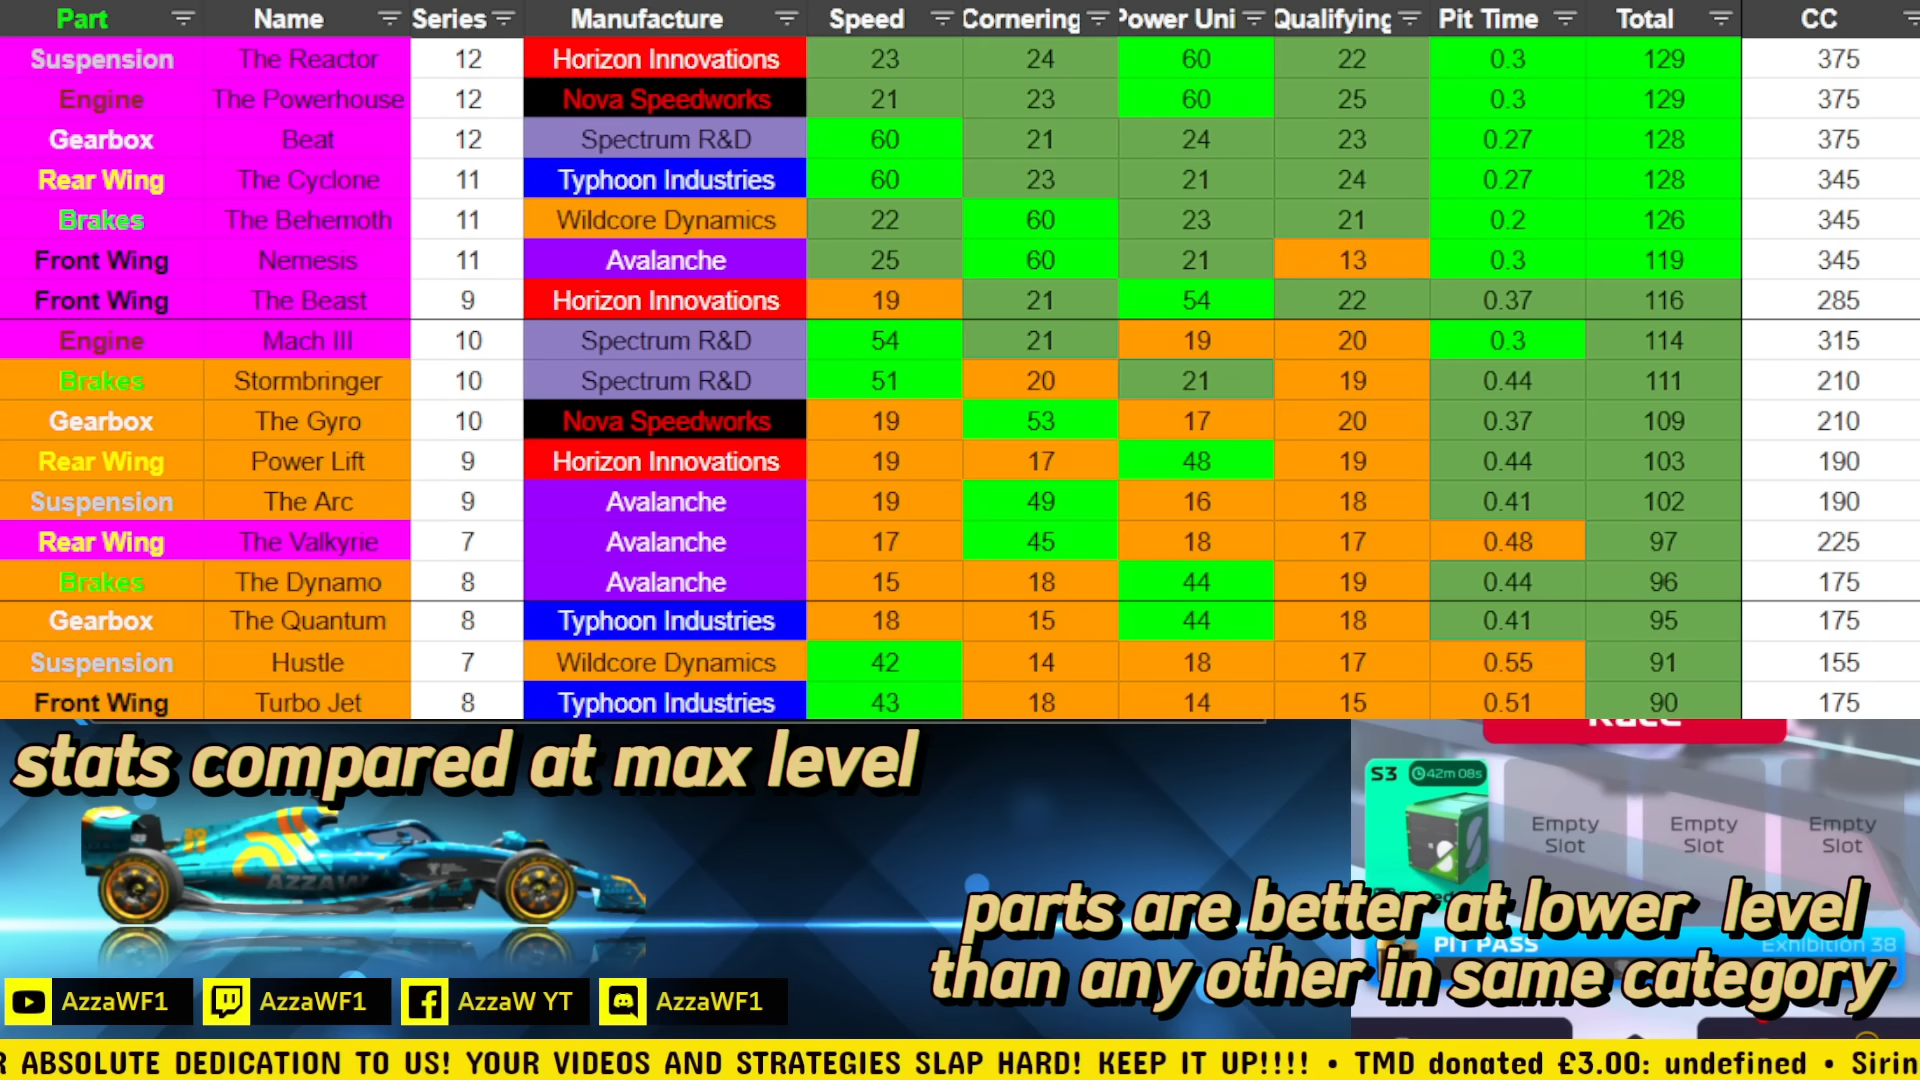 Part Name Series Manufacture Speed Cornering Power Uni Qualifying Pit Time Total CC
Suspension The Reactor 12 Horizon Innovations 23 24 60 22 0.3 129 375
Engine The Powerhouse 12 Nova Speedworks 21 23 60 25 0.3 129 375
Gearbox Beat 12 Spectrum R&D 60 21 24 23 0.27 128 375
Rear Wing The Cyclone 11 Typhoon Industries 60 23 21 24 0.27 128 345
Brakes The Behemoth 11 Wildcore Dynamics 22 60 23 21 0.2 126 345
Front Wing Nemesis 11 Avalanche 25 60 21 13 0.3 119 345
Front Wing The Beast 9 Horizon Innovations 19 21 54 22 0.37 116 285
Engine Mach III 10 Spectrum R&D 54 21 19 20 0.3 114 315
Brakes Stormbringer 10 Spectrum R&D 51 20 21 19 0.44 111 210
Gearbox The Gyro 10 Nova Speedworks 19 53 17 20 0.37 109 210
Rear Wing Power Lift 9 Horizon Innovations 19 17 48 19 0.44 103 190
Suspension The Arc 9 Avalanche 19 49 16 18 0.41 102 190
Rear Wing The Valkyrie 7 Avalanche 17 45 18 17 0.48 97 225
Brakes The Dynamo 8 Avalanche 15 18 44 19 0.44 96 175
Gearbox The Quantum 8 Typhoon Industries 18 15 44 18 0.41 95 175
Suspension Hustle 7 Wildcore Dynamics 42 14 18 17 0.55 91 155
Front Wing Turbo Jet 8 Typhoon Industries 43 18 14 15 0.51 90 175
stats compared at max level
Race
S3 42m 08s
Empty Slot Empty Slot Empty Slot
AZZAW
parts are better at lower level
PIT PASS Exhibition 38
than any other in same category
AzzaWF1 AzzaWF1 AzzaW YT AzzaWF1
R ABSOLUTE DEDICATION TO US! YOUR VIDEOS AND STRATEGIES SLAP HARD! KEEP IT UP!!!! • TMD donated £3.00: undefined • Sirin